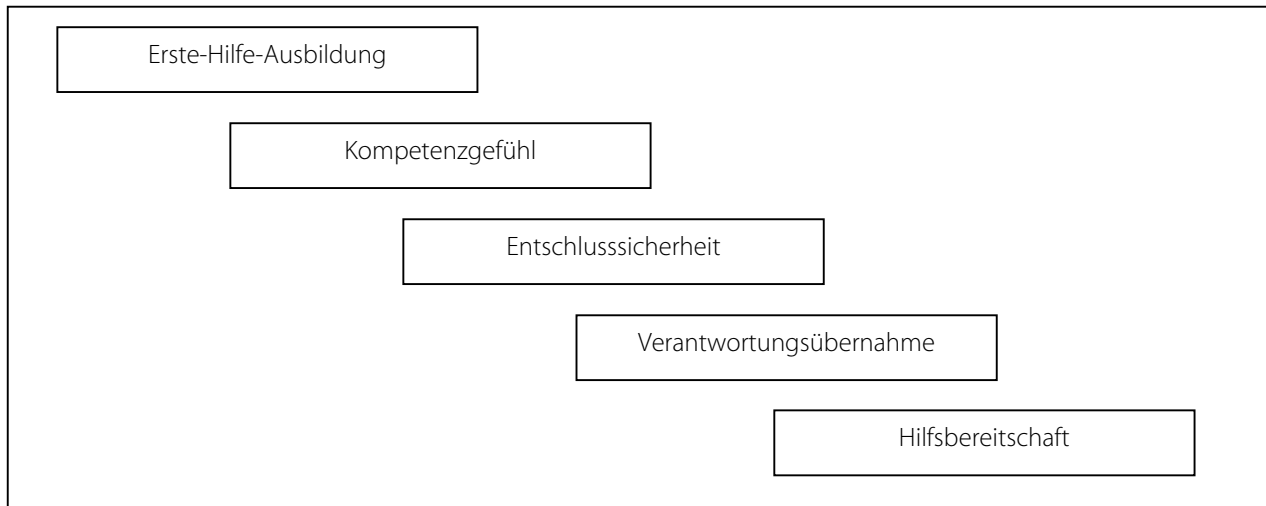 Erste-Hilfe-Ausbildung
Kompetenzgefühl
Entschlusssicherheit
Verantwortungsübernahme
Hilfsbereitschaft